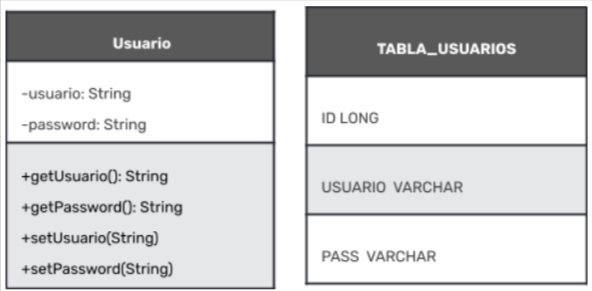 Usuario
-usuario: String
-password: String
+getUsuario(): String
+getPassword(): String
+setUsuario(String)
+setPassword(String)
TABLA_USUARIOS
ID LONG
USUARIO VARCHAR
PASS VARCHAR